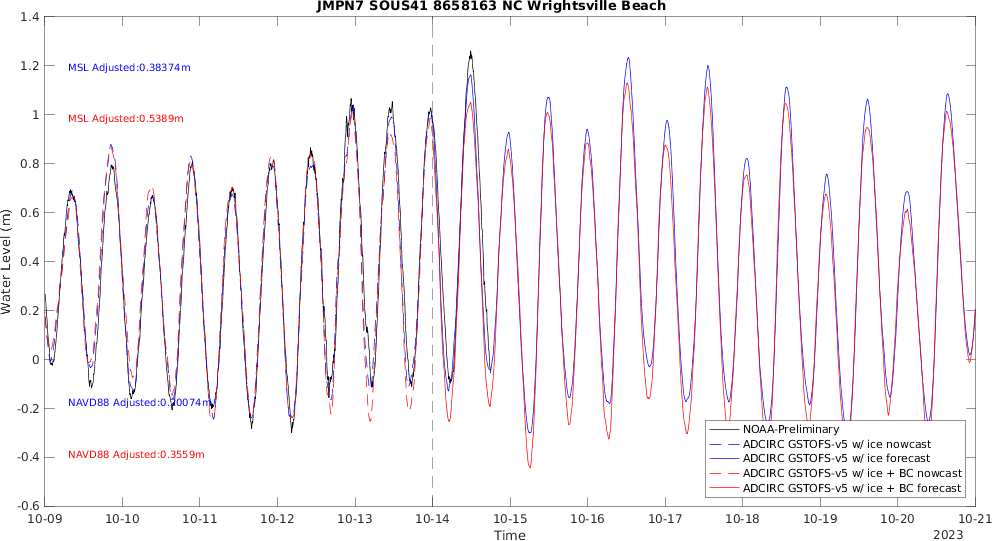 JMPN7 SOUS41 8658163 NC Wrightsville Beach
1.4
1.2
1
0.8
0.6
0.4
0.2
0
-0.2
-0.4
-0.6
Water Level (m)
MSL Adjusted:0.38374m
MSL Adjusted:0.5389m
NAVD88 Adjusted:0.20074m
NAVD88 Adjusted:0.3559m
NOAA-Preliminary
ADCIRC GSTOFS-v5 w/ ice nowcast
ADCIRC GSTOFS-v5 w/ ice forecast
ADCIRC GSTOFS-v5 w/ ice + BC nowcast
ADCIRC GSTOFS-v5 w/ ice + BC forecast
10-09 10-10 10-11 10-12 10-13 10-14 10-15 10-16 10-17 10-18 10-19 10-20 10-21
Time
2023